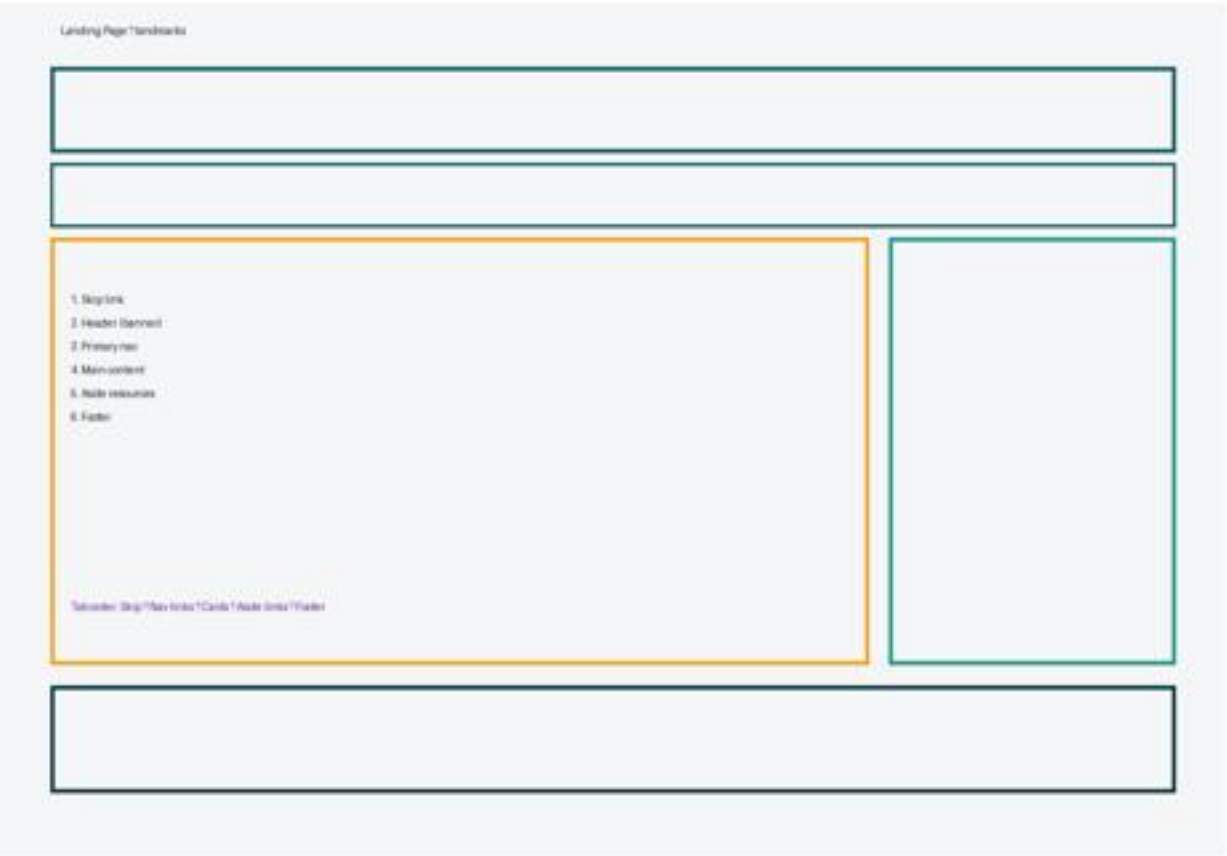 Landing Page ? landmarks
1. Skip link
2. Header (banner)
3. Primary nav
4. Main content
5. Aside resources
6. Footer
Tab order: Skip ? Nav links ? Cards ? Aside links ? Footer